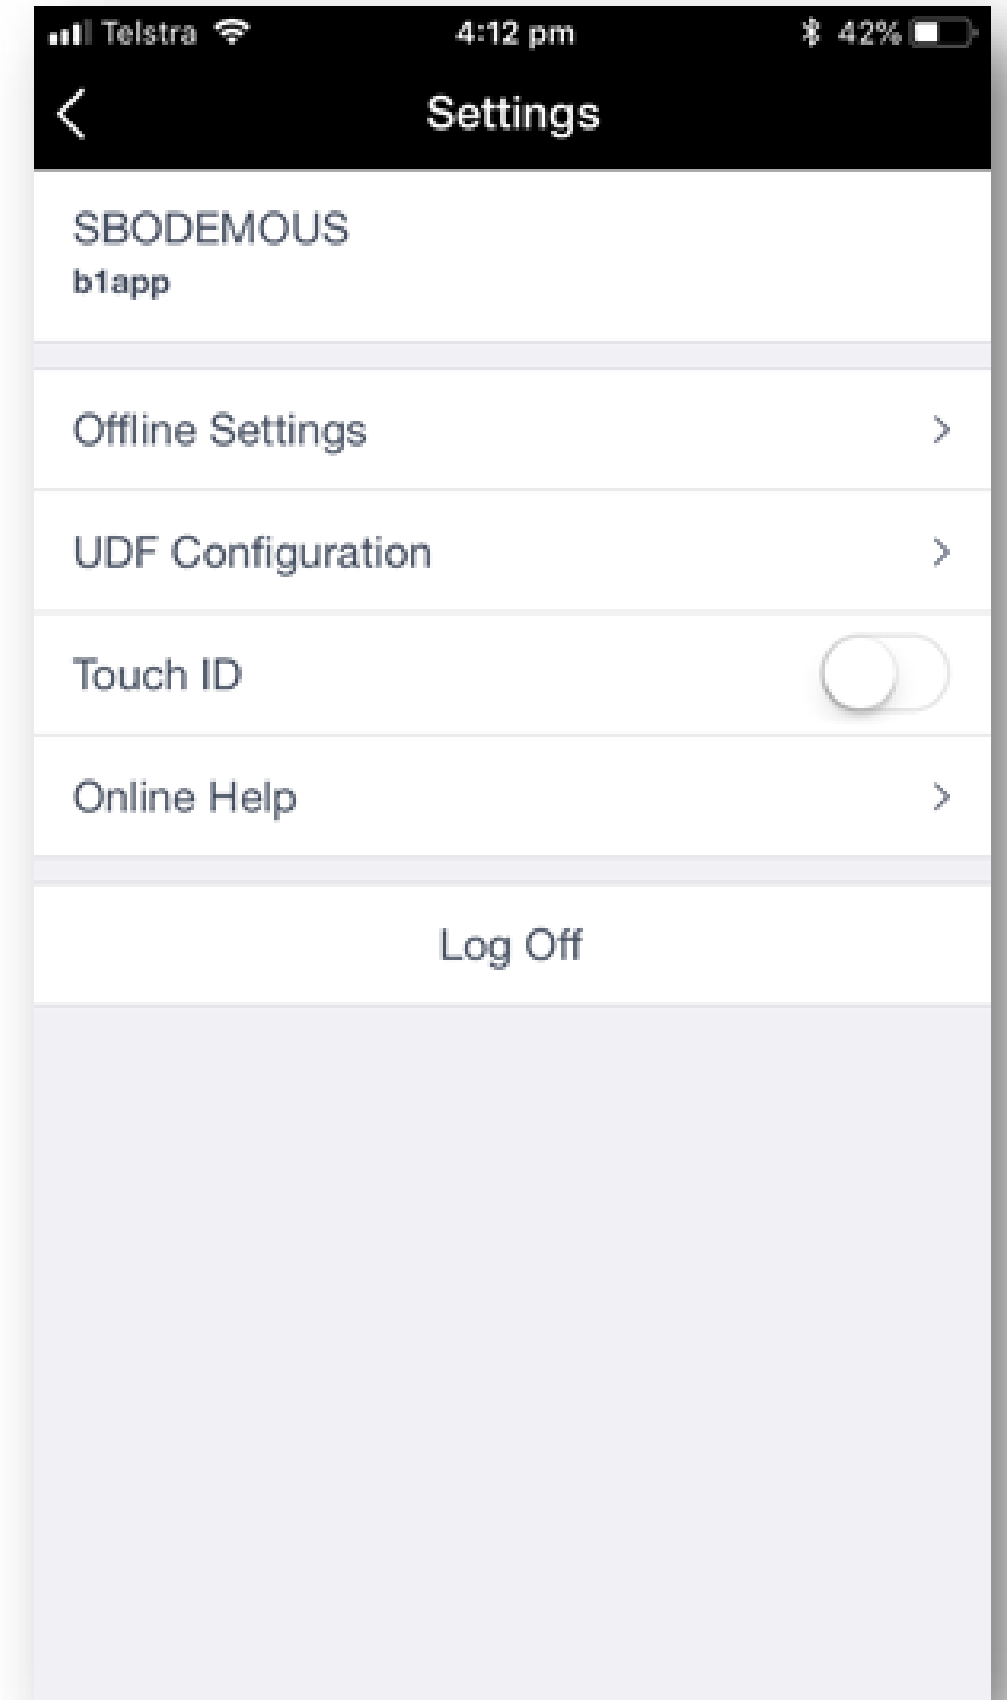 Telstra 4:12 pm 42%
Settings
SBODEMOUS
b1app
Offline Settings
UDF Configuration
Touch ID
Online Help
Log Off